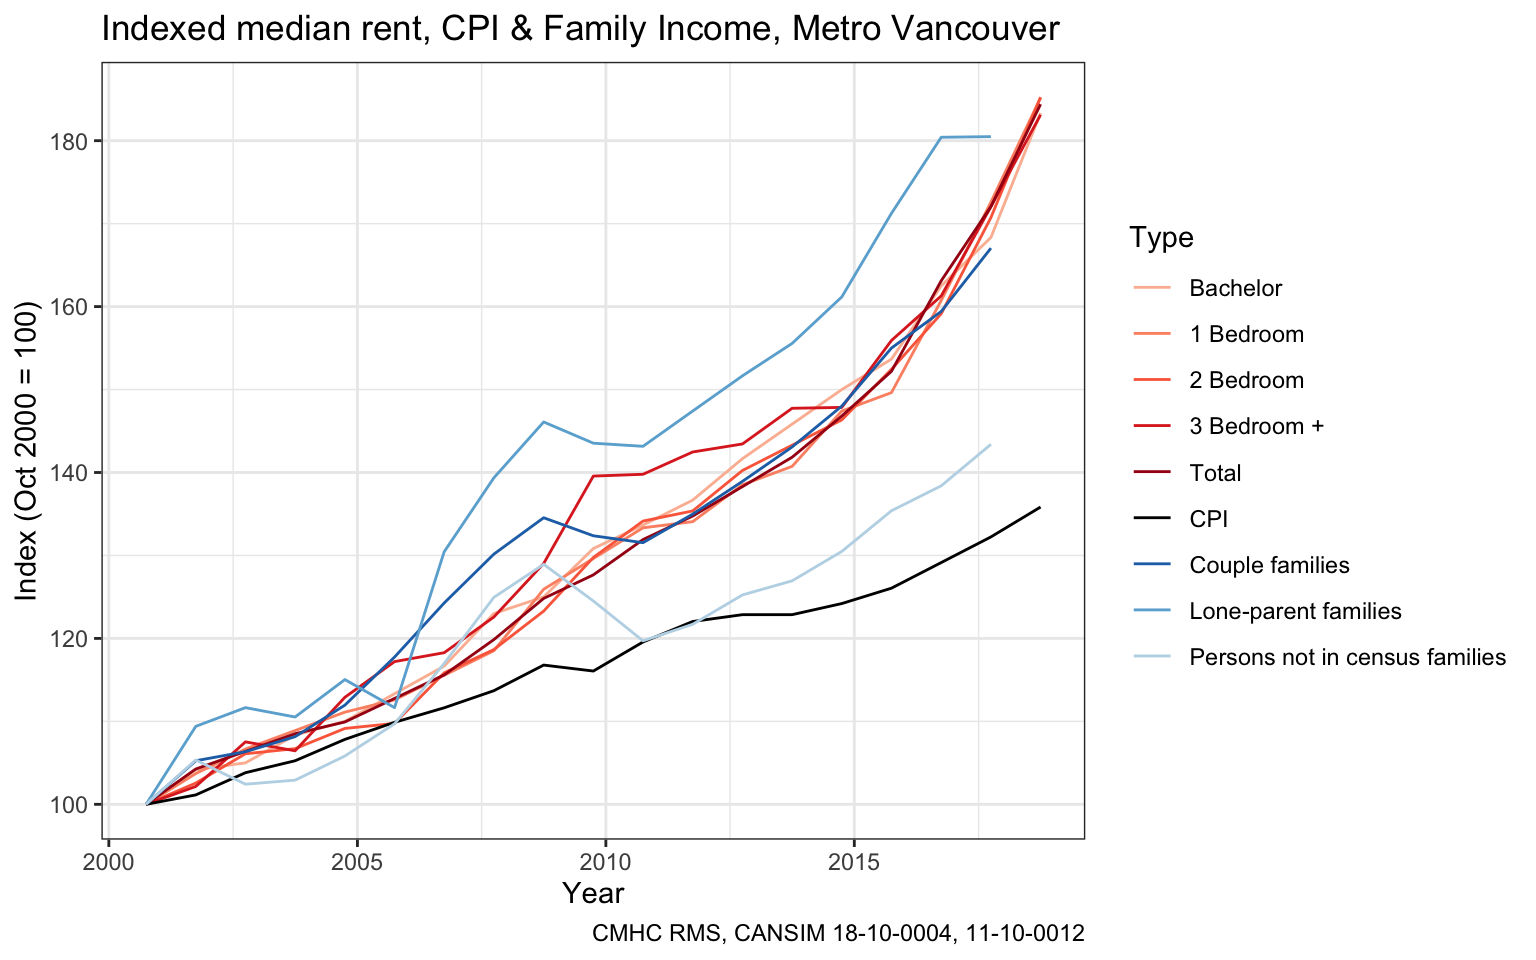 Indexed median rent, CPI & Family Income, Metro Vancouver
Index (Oct 2000 = 100)
180
160
140
120
100
2000
2005
2010
2015
Year
Type
Bachelor
1 Bedroom
2 Bedroom
3 Bedroom +
Total
CPI
Couple families
Lone-parent families
Persons not in census families
CMHC RMS, CANSIM 18-10-0004, 11-10-0012